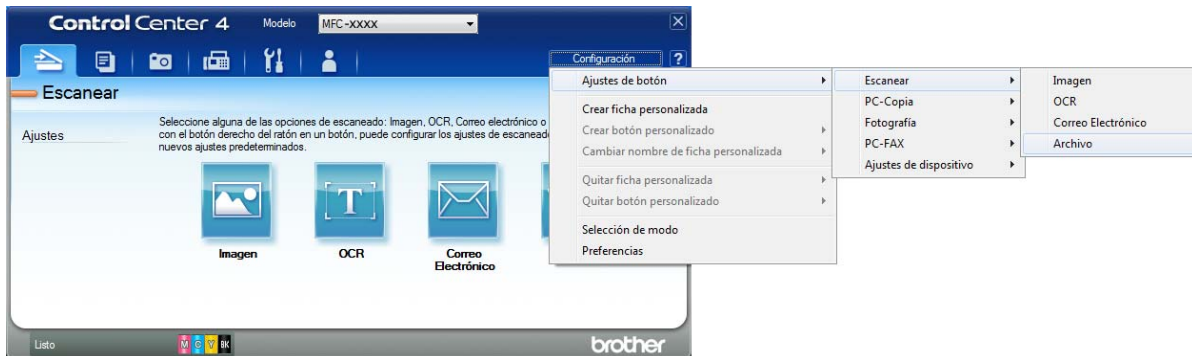 Control Center 4 Modelo MFC-XXXX
Configuración ?
Escanear
Ajustes
Seleccione alguna de las opciones de escaneado: Imagen, OCR, Correo electrónico o
con el botón derecho del ratón en un botón, puede configurar los ajustes de escaneado
nuevos ajustes predeterminados.
Imagen
OCR
Correo
Electrónico
Ajustes de botón
Crear ficha personalizada
Crear botón personalizado
Cambiar nombre de ficha personalizada
Quitar ficha personalizada
Quitar botón personalizado
Selección de modo
Preferencias
Escanear
PC-Copia
Fotografía
PC-FAX
Ajustes de dispositivo
Imagen
OCR
Correo Electrónico
Archivo
Listo
M C Y BK
brother